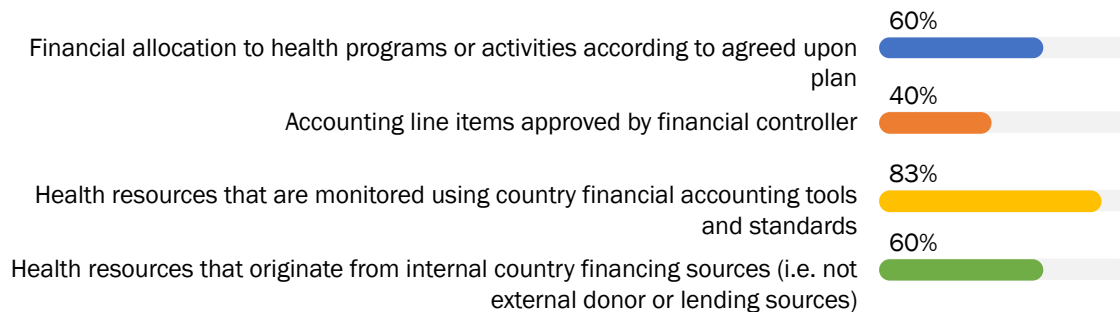 60%
Financial allocation to health programs or activities according to agreed upon
plan
40%
Accounting line items approved by financial controller
83%
Health resources that are monitored using country financial accounting tools
and standards
60%
Health resources that originate from internal country financing sources (i.e. not
external donor or lending sources)